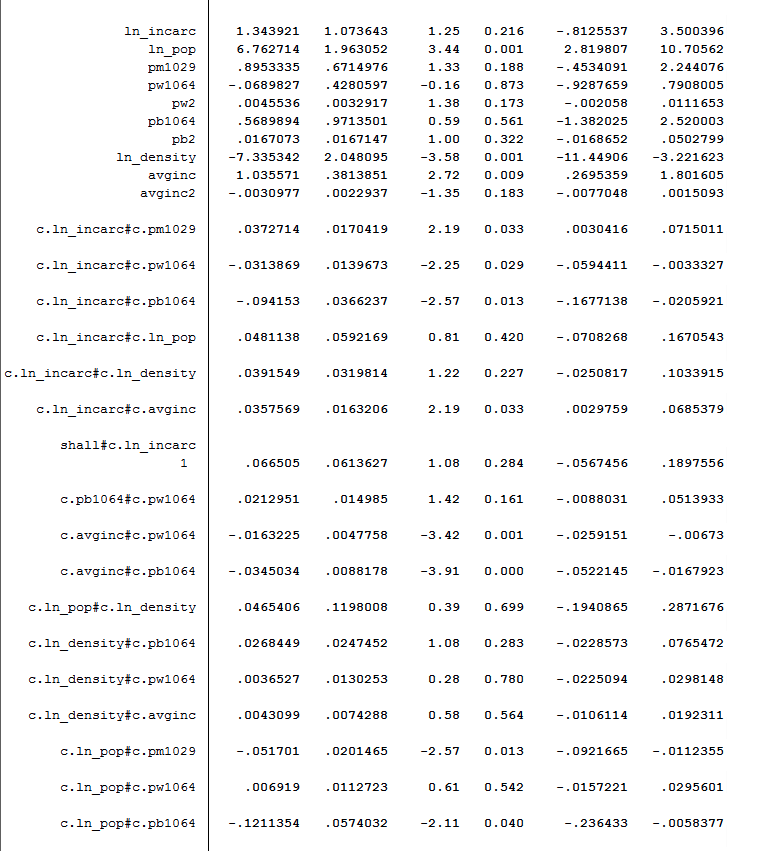 ln_incarc 1.343921 1.073643 1.25 0.216 -.8125537 3.500396
ln_pop 6.762714 1.963052 3.44 0.001 2.819807 10.70562
pm1029 .8953335 .6714976 1.33 0.188 -.4534091 2.244076
pw1064 -.0689827 .4280597 -0.16 0.873 -.9287659 .7908005
pw2 .0045536 .0032917 1.38 0.173 -.002058 .0111653
pb1064 .5689894 .9713501 0.59 0.561 -1.382025 2.520003
pb2 .0167073 .0167147 1.00 0.322 -.0168652 .0502799
ln_density -7.335342 2.048095 -3.58 0.001 -11.44906 -3.221623
avginc 1.035571 .3813851 2.72 0.009 .2695359 1.801605
avginc2 -.0030977 .0022937 -1.35 0.183 -.0077048 .0015093
c.ln_incarc#c.pm1029 .0372714 .0170419 2.19 0.033 .0030416 .0715011
c.ln_incarc#c.pw1064 -.0313869 .0139673 -2.25 0.029 -.0594411 -.0033327
c.ln_incarc#c.pb1064 -.094153 .0366237 -2.57 0.013 -.1677138 -.0205921
c.ln_incarc#c.ln_pop .0481138 .0592169 0.81 0.420 -.0708268 .1670543
c.ln_incarc#c.ln_density .0391549 .0319814 1.22 0.227 -.0250817 .1033915
c.ln_incarc#c.avginc .0357569 .0163206 2.19 0.033 .0029759 .0685379
shall#c.ln_incarc
1 .066505 .0613627 1.08 0.284 -.0567456 .1897556
c.pb1064#c.pw1064 .0212951 .014985 1.42 0.161 -.0088031 .0513933
c.avginc#c.pw1064 -.0163225 .0047758 -3.42 0.001 -.0259151 -.00673
c.avginc#c.pb1064 -.0345034 .0088178 -3.91 0.000 -.0522145 -.0167923
c.ln_pop#c.ln_density .0465406 .1198008 0.39 0.699 -.1940865 .2871676
c.ln_density#c.pb1064 .0268449 .0247452 1.08 0.283 -.0228573 .0765472
c.ln_density#c.pw1064 .0036527 .0130253 0.28 0.780 -.0225094 .0298148
c.ln_density#c.avginc .0043099 .0074288 0.58 0.564 -.0106114 .0192311
c.ln_pop#c.pm1029 -.051701 .0201465 -2.57 0.013 -.0921665 -.0112355
c.ln_pop#c.pw1064 .006919 .0112723 0.61 0.542 -.0157221 .0295601
c.ln_pop#c.pb1064 -.1211354 .0574032 -2.11 0.040 -.236433 -.0058377